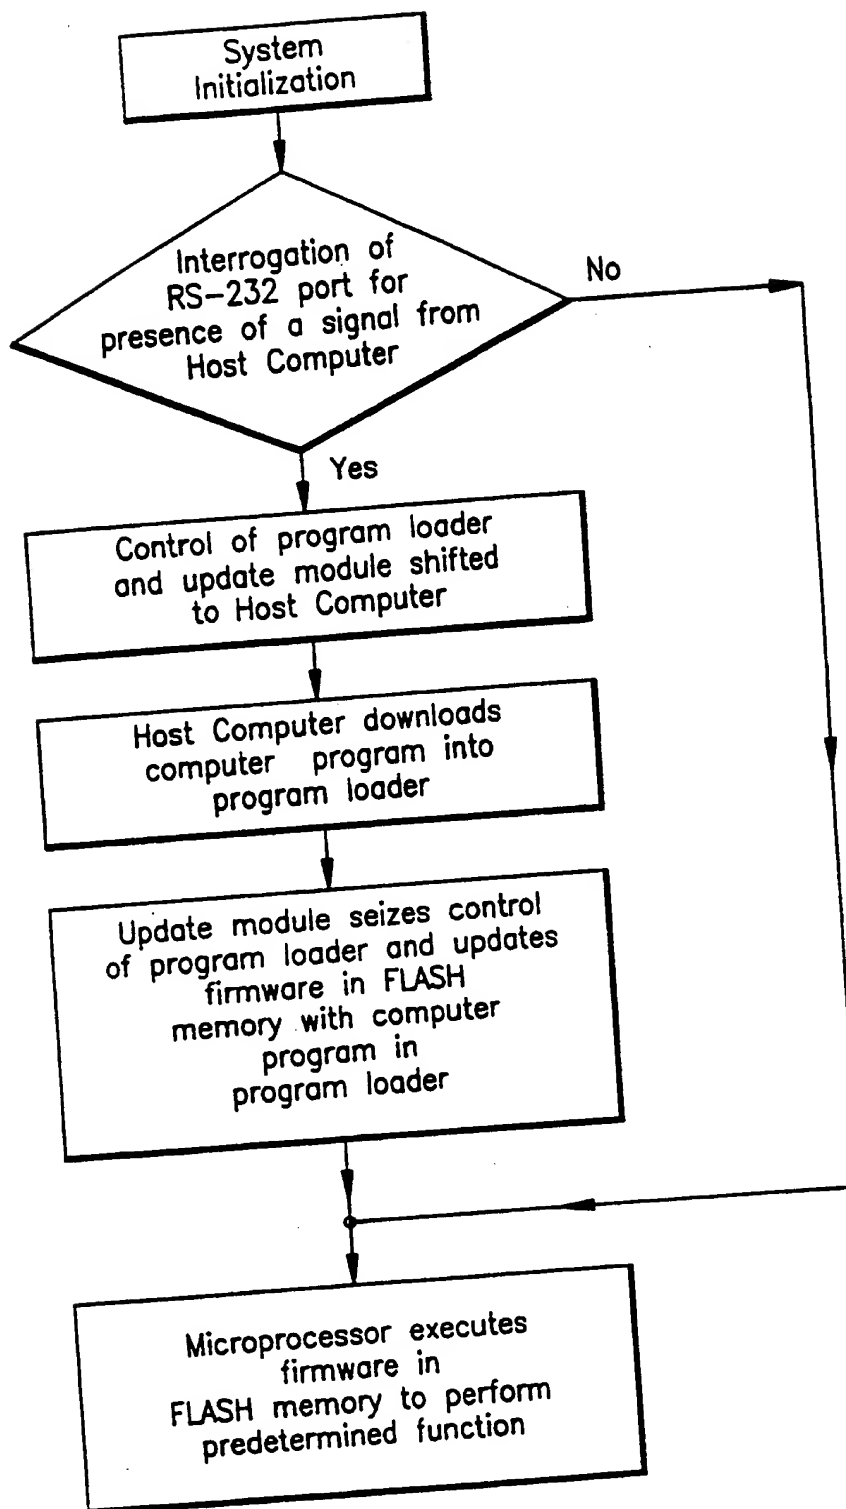 System
Initialization
Interrogation of
RS-232 port for
presence of a signal from
Host Computer
No
Yes
Control of program loader
and update module shifted
to Host Computer
Host Computer downloads
computer program into
program loader
Update module seizes control
of program loader and updates
firmware in FLASH
memory with computer
program in
program loader
Microprocessor executes
firmware in
FLASH memory to perform
predetermined function